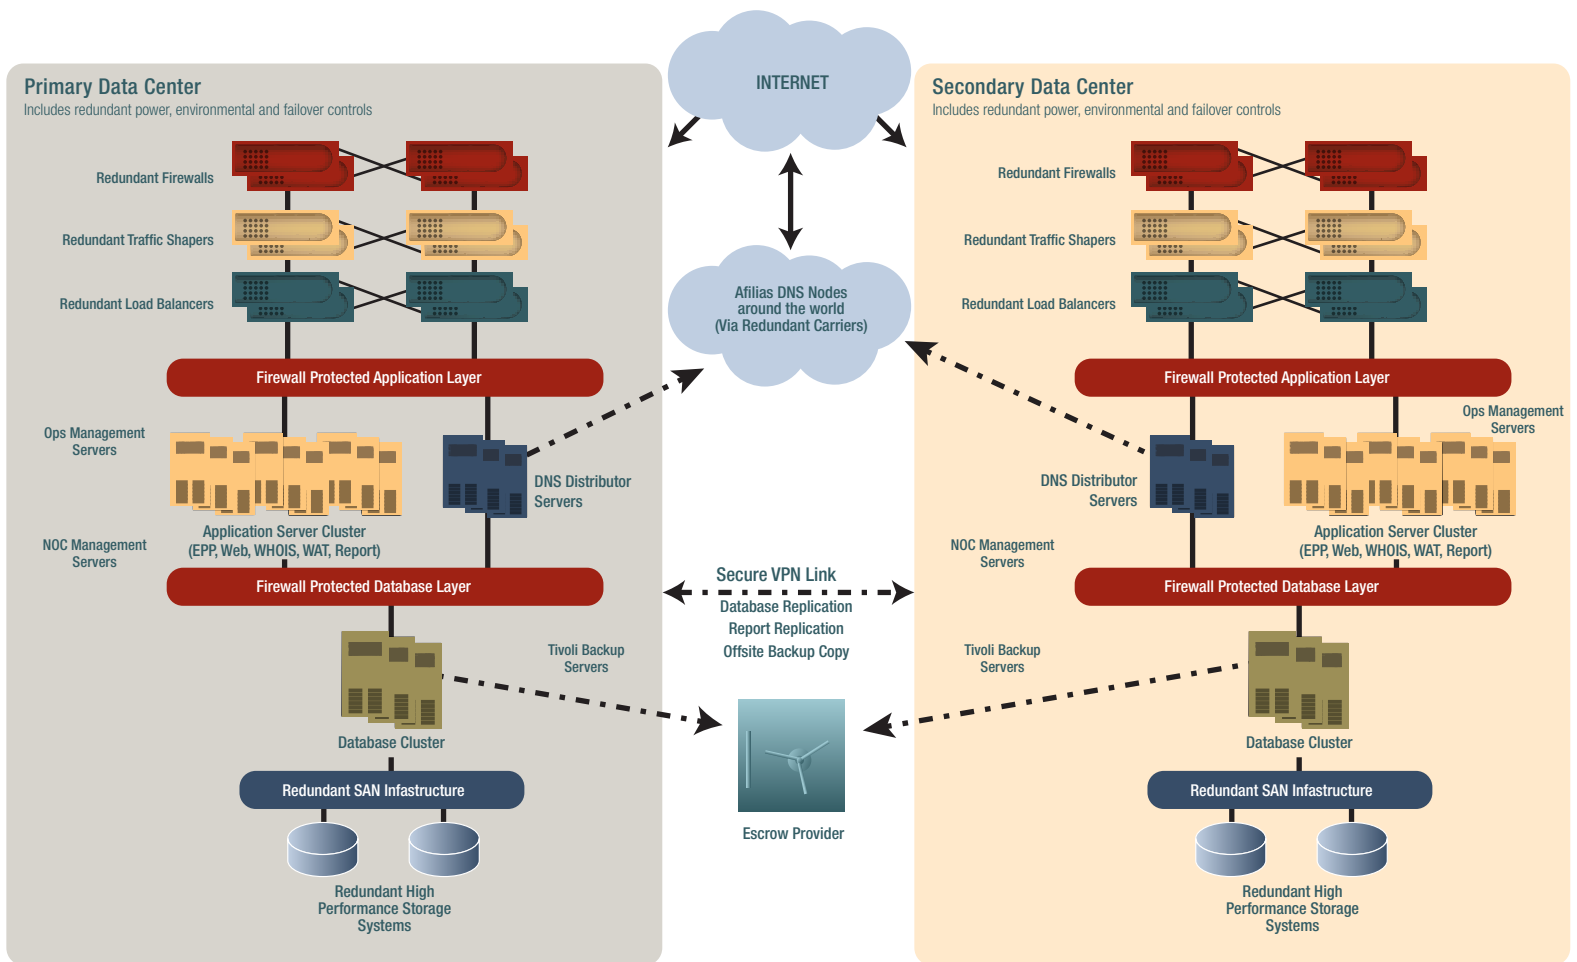 Primary Data Center
Includes redundant power, environmental and failover controls
Redundant Firewalls
Redundant Traffic Shapers
Redundant Load Balancers
Firewall Protected Application Layer
Ops Management
Servers
DNS Distributor
Servers
Application Server Cluster
(EPP, Web, WHOIS, WAT, Report)
NOC Management
Servers
Firewall Protected Database Layer
Tivoli Backup
Servers
Database Cluster
Redundant SAN Infastructure
Redundant High
Performance Storage
Systems
INTERNET
Afilias DNS Nodes
around the world
(Via Redundant Carriers)
Secure VPN Link
Database Replication
Report Replication
Offsite Backup Copy
Escrow Provider
Secondary Data Center
Includes redundant power, environmental and failover controls
Redundant Firewalls
Redundant Traffic Shapers
Redundant Load Balancers
Firewall Protected Application Layer
Ops Management
Servers
DNS Distributor
Servers
Application Server Cluster
(EPP, Web, WHOIS, WAT, Report)
NOC Management
Servers
Firewall Protected Database Layer
Tivoli Backup
Servers
Database Cluster
Redundant SAN Infastructure
Redundant High
Performance Storage
Systems